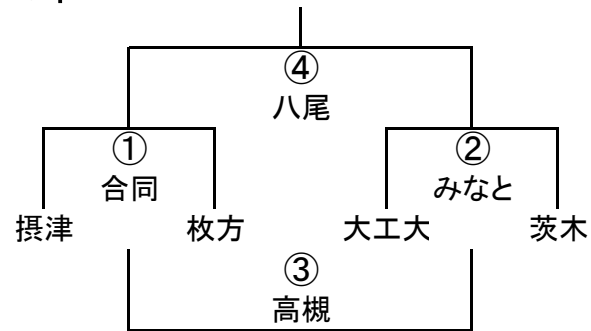 ④
八尾
① ②
合同 みなと
摂津 枚方 大工大 茨木
③
高槻